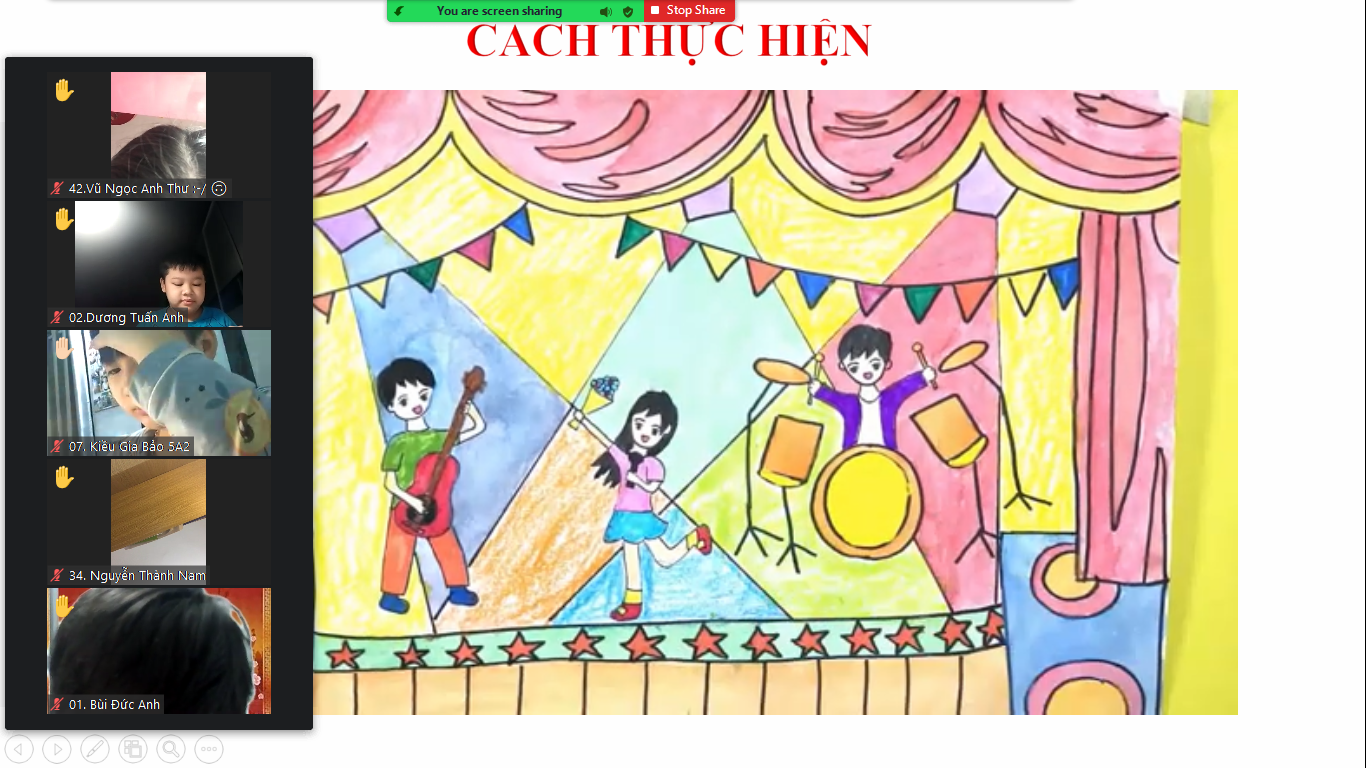 You are screen sharing
Stop Share
CÁCH THỰC HIỆN
42.Vũ Ngọc Anh Thư :-/ 🙃
02.Dương Tuấn Anh
07. Kiều Gia Bảo 5A2
34. Nguyễn Thành Nam
01. Bùi Đức Anh